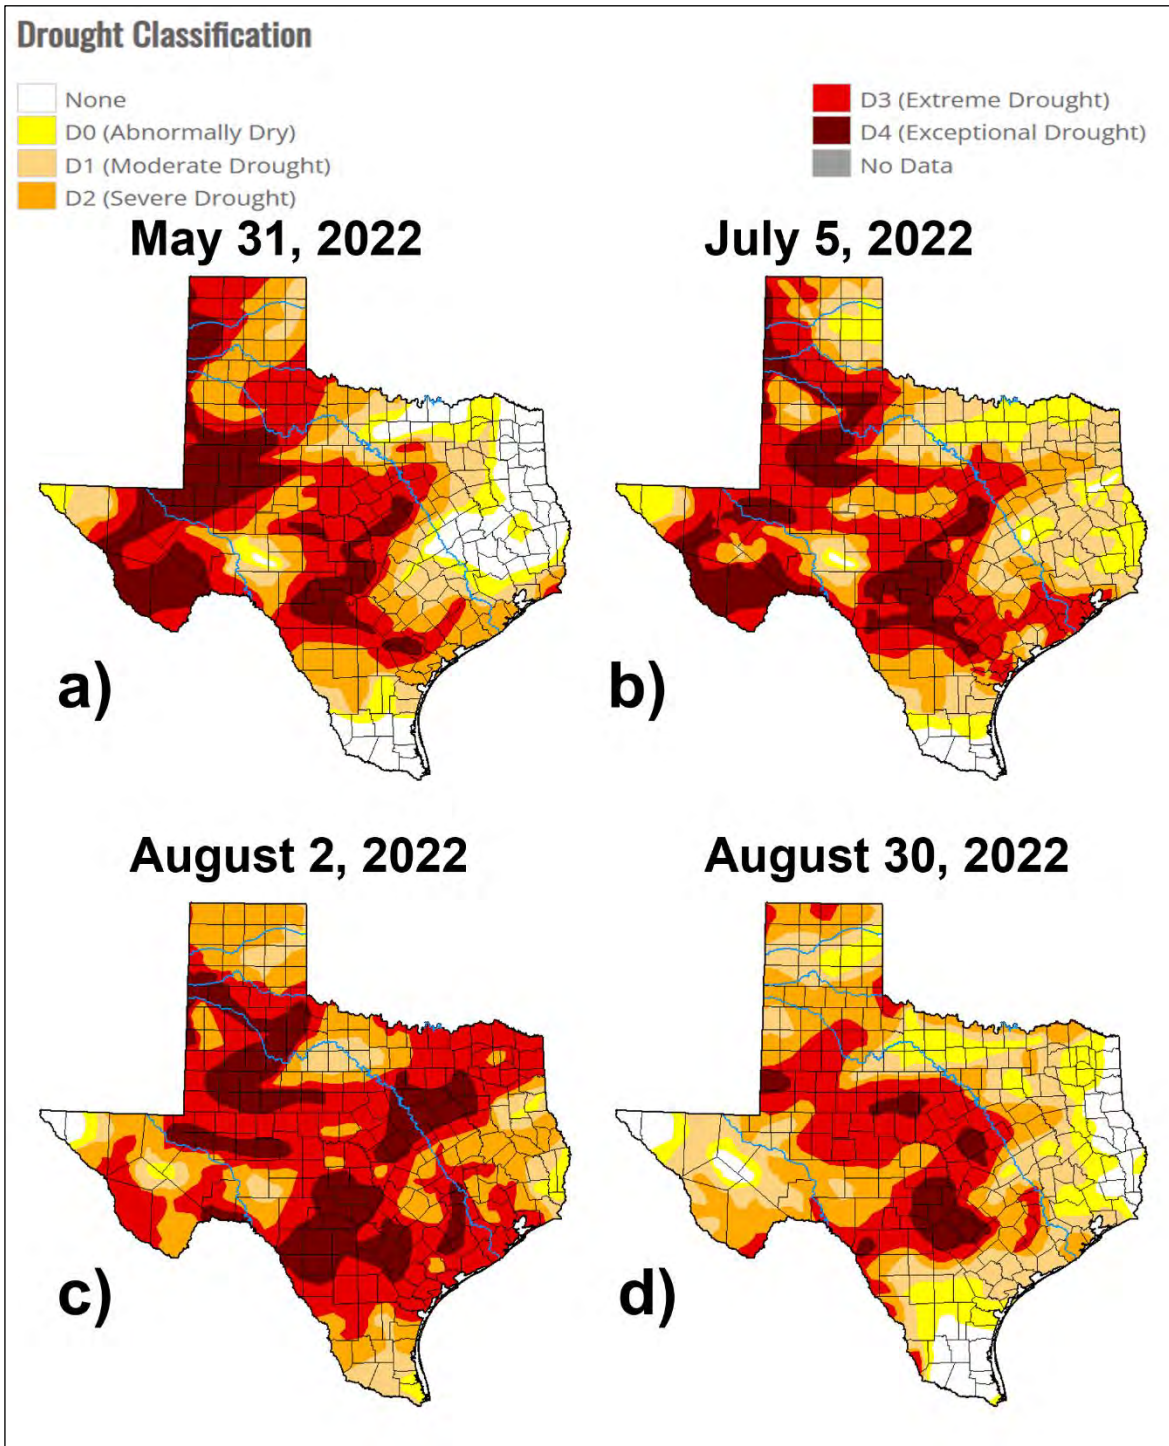 Drought Classification
None
D0 (Abnormally Dry)
D1 (Moderate Drought)
D2 (Severe Drought)
D3 (Extreme Drought)
D4 (Exceptional Drought)
No Data
May 31, 2022
July 5, 2022
a)
b)
August 2, 2022
August 30, 2022
c)
d)